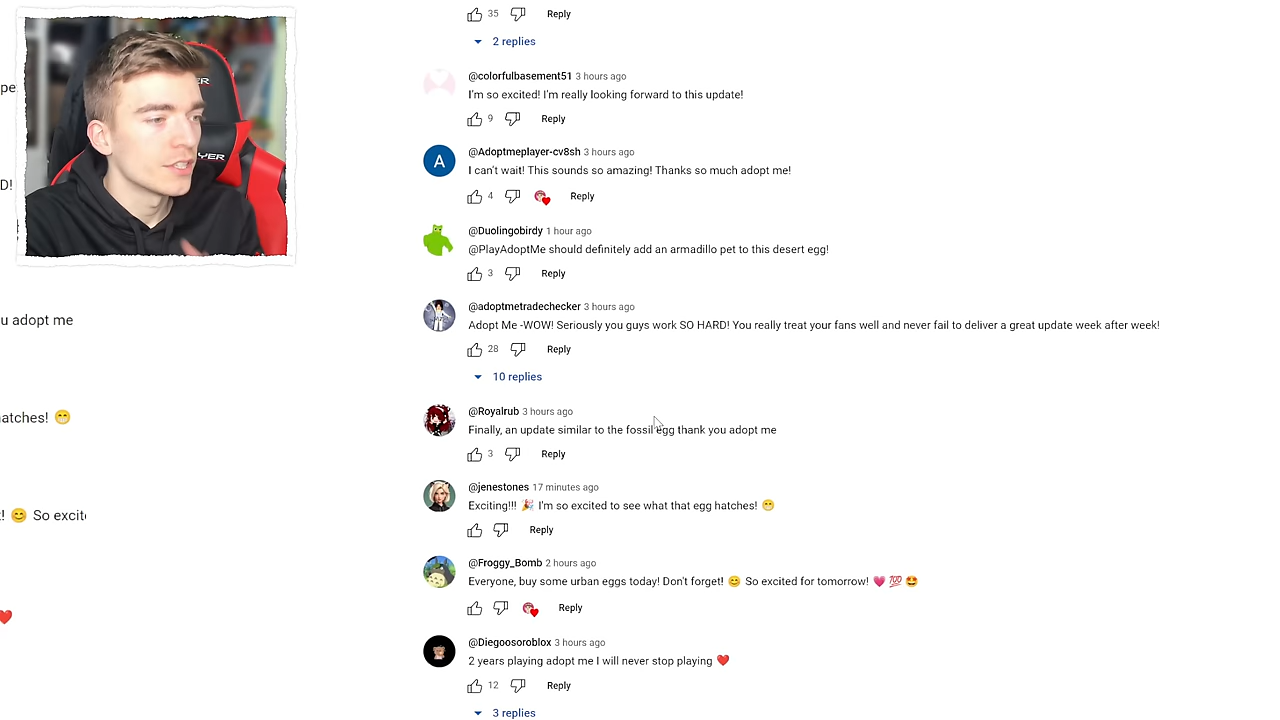 35 Reply
2 replies
@colorfulbasement51 3 hours ago
I'm so excited! I'm really looking forward to this update!
9 Reply
A
@Adoptmeplayer-cv8sh 3 hours ago
I can't wait! This sounds so amazing! Thanks so much adopt me!
4 Reply
@Duolingobirdy 1 hour ago
@PlayAdoptMe should definitely add an armadillo pet to this desert egg!
3 Reply
@adoptmetradechecker 3 hours ago
Adopt Me -WOW! Seriously you guys work SO HARD! You really treat your fans well and never fail to deliver a great update week after week!
28 Reply
10 replies
@Royalrub 3 hours ago
Finally, an update similar to the fossil egg thank you adopt me
3 Reply
@jenestones 17 minutes ago
Exciting!!! 🎉 I'm so excited to see what that egg hatches! 😁
Reply
@Froggy_Bomb 2 hours ago
Everyone, buy some urban eggs today! Don't forget! 😊 So excited for tomorrow! 💗 💯 🤩
Reply
@Diegoosoroblox 3 hours ago
2 years playing adopt me I will never stop playing ❤️
12 Reply
3 replies
pe
D!
u adopt me
atches! 😁
! 😊 So excit
❤️
YER